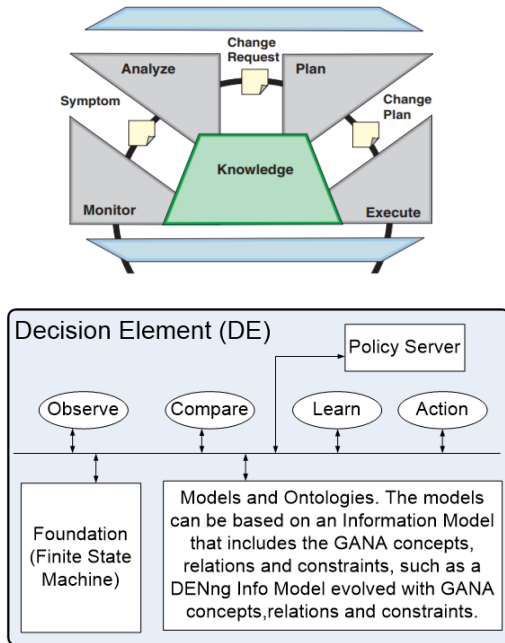 Change
Request
Analyze
Plan
Symptom
Change
Plan
Knowledge
Monitor
Execute
Decision Element (DE)
Policy Server
Observe
Compare
Learn
Action
Foundation
(Finite State
Machine)
Models and Ontologies. The models
can be based on an Information Model
that includes the GANA concepts,
relations and constraints, such as a
DENng Info Model evolved with GANA
concepts,relations and constraints.